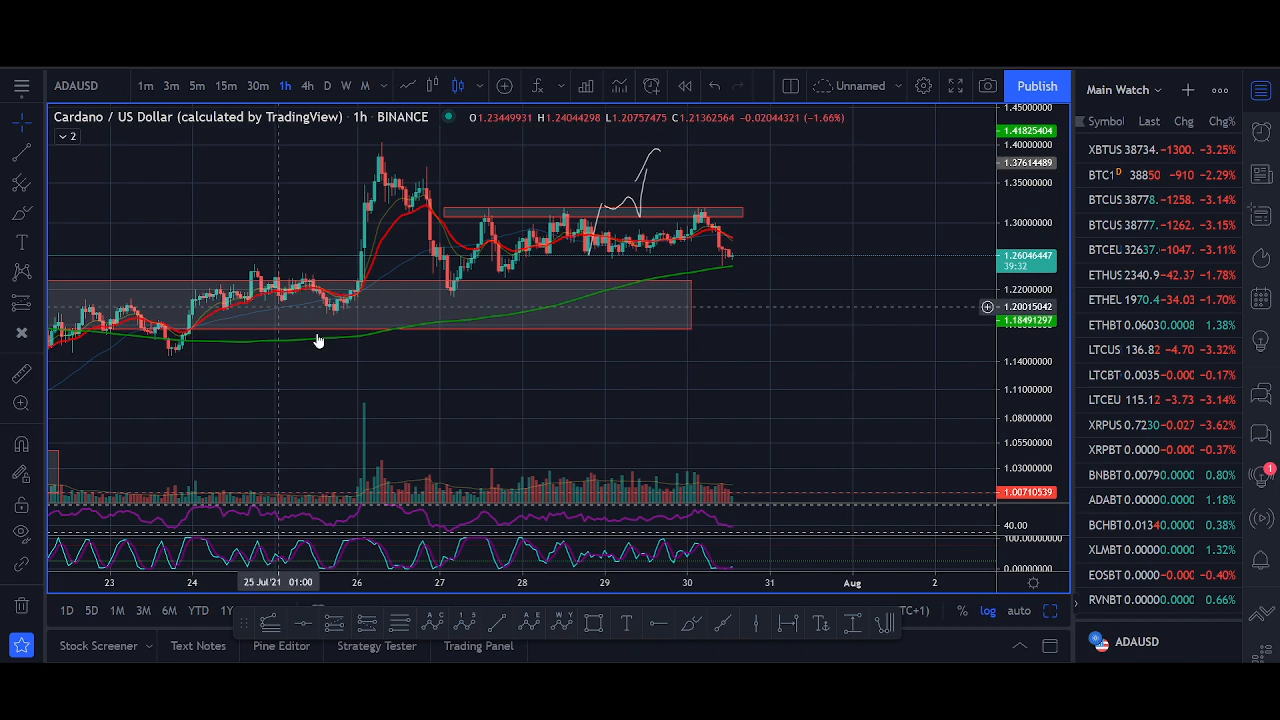 ADAUSD 1m 3m 5m 15m 30m 1h 4h D W M Unnamed Publish
Cardano / US Dollar (calculated by TradingView) • 1h • BINANCE O1.23449931 H1.24044298 L1.20757475 C1.21362564 −0.02044321 (−1.66%)
2
1.45000000
1.41825404
1.40000000
1.37614489
1.35000000
1.30000000
1.26046447
39:32
1.22000000
1.20015042
1.18491297
1.14000000
1.11000000
1.08000000
1.05500000
1.03000000
1.00710539
40.00
100.00000000
0.00000000
23 24 25 Jul '21 01:00 26 27 28 29 30 31 Aug 2
1D 5D 1M 3M 6M YTD 1Y TC+1) % log auto
Stock Screener Text Notes Pine Editor Strategy Tester Trading Panel
Main Watch
Symbol Last Chg Chg%
XBTUS 38734. −1300. −3.25%
BTC1 D 38850 −910 −2.29%
BTCUS 38778. −1258. −3.14%
BTCUS 38777. −1262. −3.15%
BTCEU 32637. −1047. −3.11%
ETHUS 2340.9 −42.37 −1.78%
ETHEL 1970.4 −34.03 −1.70%
ETHBT 0.0603 0.0008 1.38%
LTCUS 136.82 −4.70 −3.32%
LTCBT 0.0035 −0.000 −0.17%
LTCEU 115.12 −3.73 −3.14%
XRPUS 0.7230 −0.027 −3.62%
XRPBT 0.0000 −0.000 −0.37%
BNBBT 0.0079 0.0000 0.80%
ADABT 0.0000 0.0000 1.18%
BCHBT 0.0134 0.0000 0.38%
XLMBT 0.0000 0.0000 1.32%
EOSBT 0.0000 −0.000 −0.40%
RVNBT 0.0000 0.0000 0.66%
1
ADAUSD